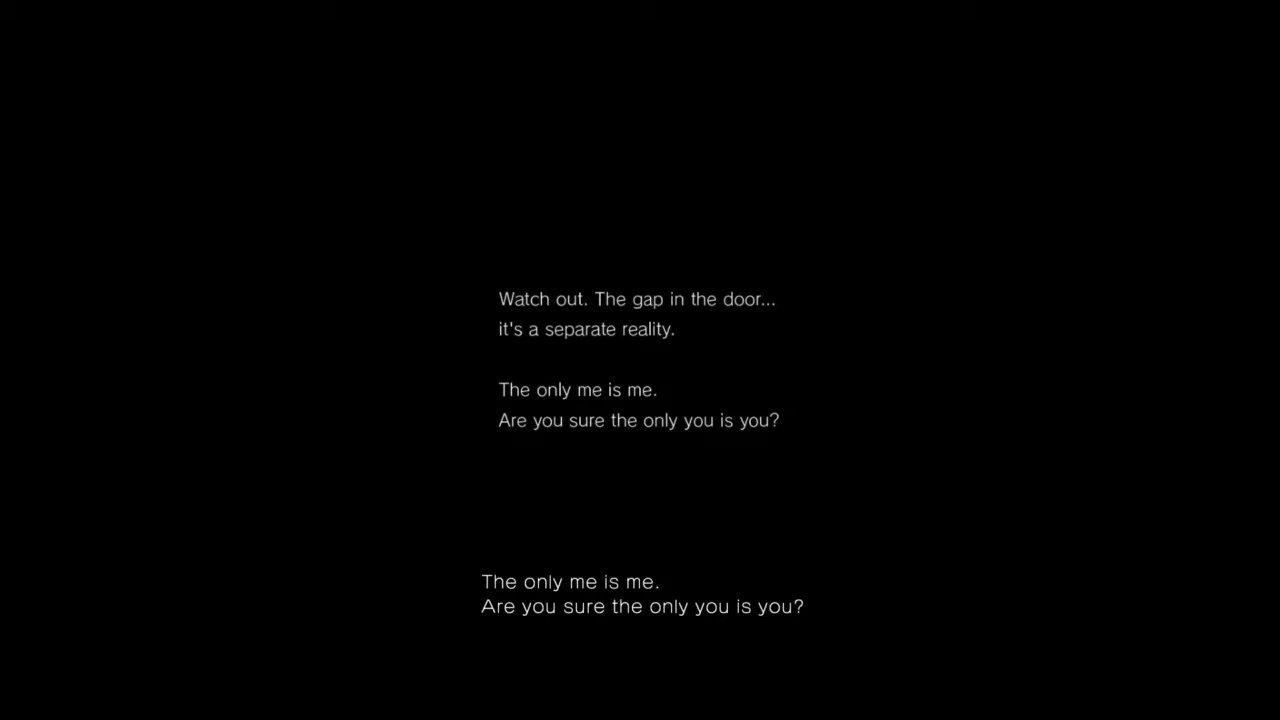 Watch out. The gap in the door...
it's a separate reality.
The only me is me.
Are you sure the only you is you?
The only me is me.
Are you sure the only you is you?